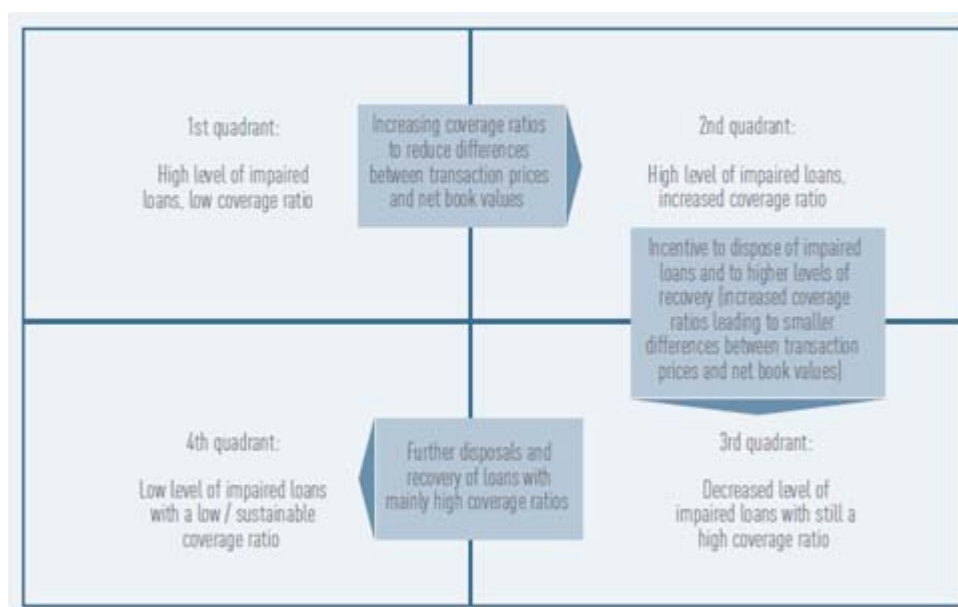 1st quadrant:
High level of impaired
loans, low coverage ratio
Increasing coverage ratios
to reduce differences
between transaction prices
and net book values
2nd quadrant:
High level of impaired loans,
increased coverage ratio
Incentive to dispose of impaired
loans and to higher levels of
recovery (increased coverage
ratios leading to smaller
differences between transaction
prices and net book values)
3rd quadrant:
Decreased level of
impaired loans with still a
high coverage ratio
Further disposals and
recovery of loans with
mainly high coverage ratios
4th quadrant:
Low level of impaired loans
with a low / sustainable
coverage ratio